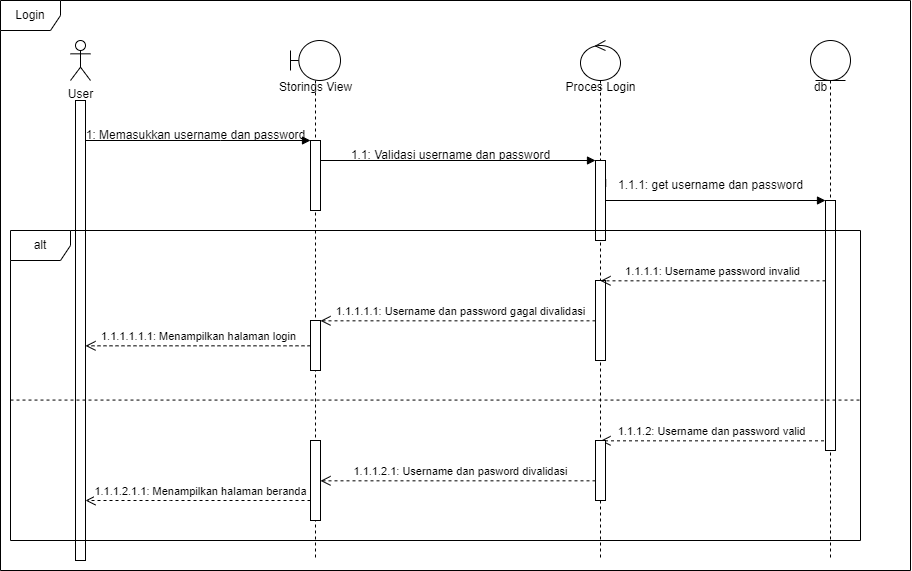 Login
User
Storings View
Proces Login
db
1: Memasukkan username dan password
1.1: Validasi username dan password
1.1.1: get username dan password
alt
1.1.1.1: Username password invalid
1.1.1.1.1: Username dan password gagal divalidasi
1.1.1.1.1.1: Menampilkan halaman login
1.1.1.2: Username dan password valid
1.1.1.2.1: Username dan pasword divalidasi
1.1.1.2.1.1: Menampilkan halaman beranda